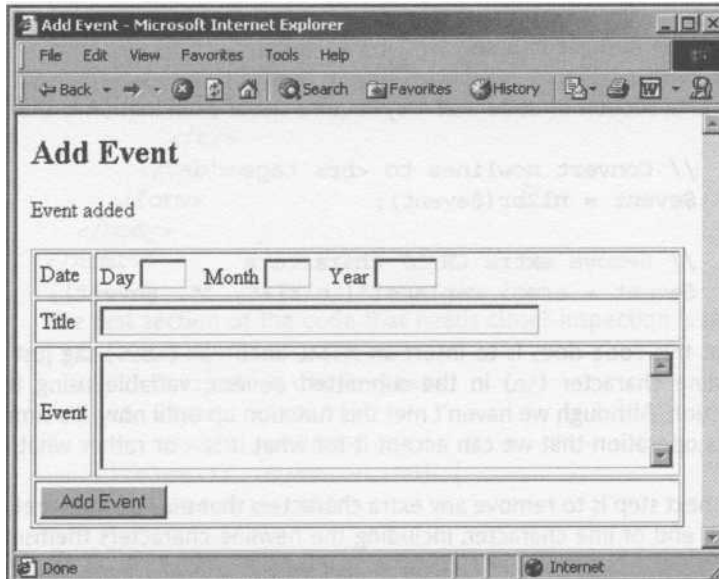 Add Event - Microsoft Internet Explorer
File Edit View Favorites Tools Help
Back Search Favorites History
Add Event
Event added
Date Day Month Year
Title
Event
Add Event
Done Internet